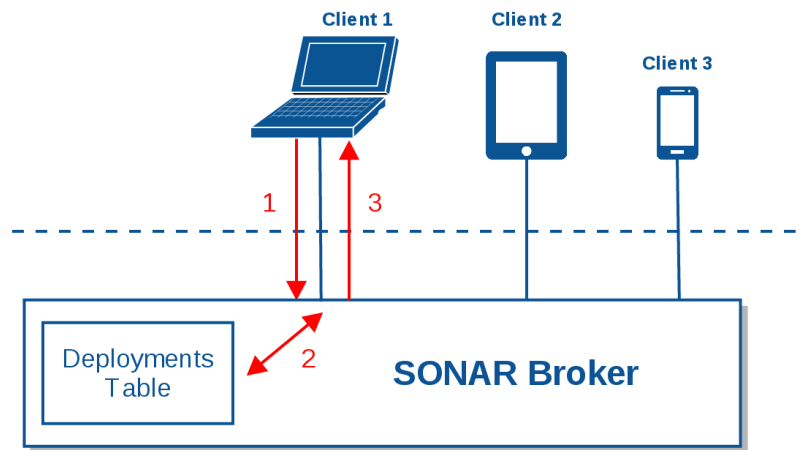 Client 1
Client 2
Client 3
1
3
2
Deployments
Table
SONAR Broker